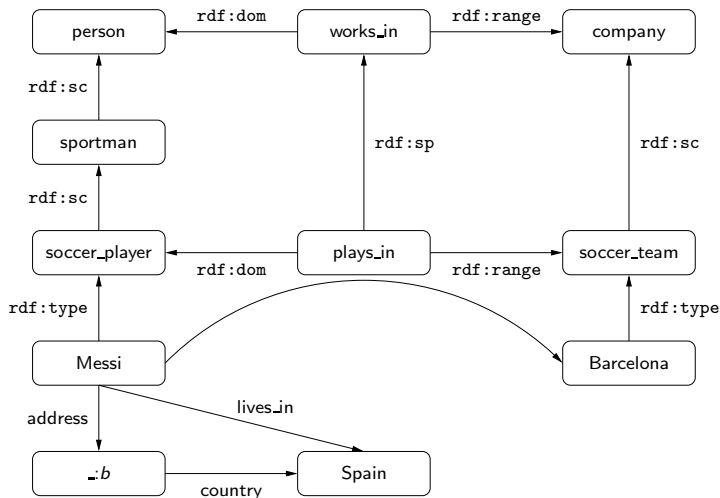 rdf:dom
rdf:range
person
works_in
company
rdf:sc
sportman
rdf:sp
rdf:sc
rdf:sc
soccer_player
plays_in
soccer_team
rdf:dom
rdf:range
rdf:type
rdf:type
Messi
Barcelona
lives_in
address
_:b
Spain
country